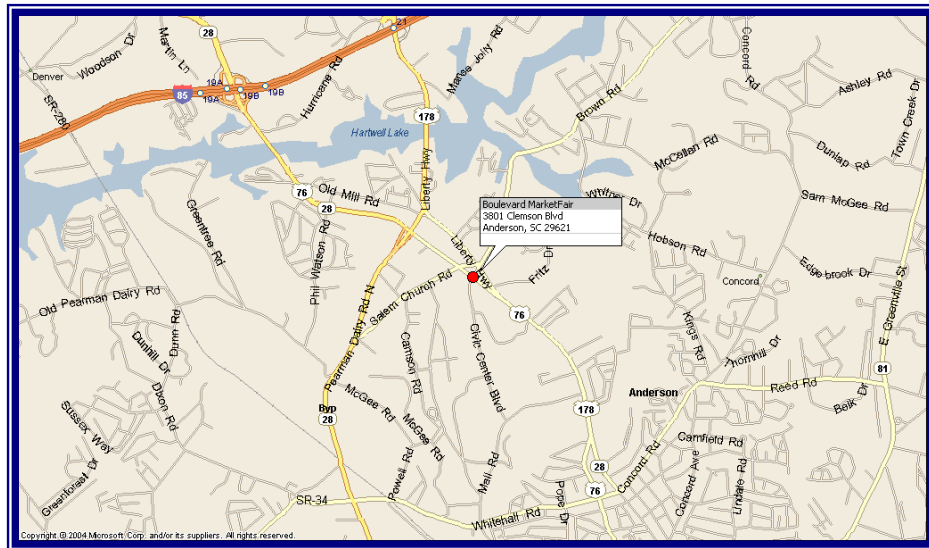 21
28
Woodson Dr
Martin Ln
Denver
SR-280
19A
19B
19B
19A
85
Hurricane Rd
Manse Jolly Rd
178
Concord Rd
Ashley Rd
Town Creek Dr
Brown Rd
Hartwell Lake
McCellan Rd
Dunlap Rd
Liberty Hwy
76
Old Mill Rd
28
Sam McGee Rd
Boulevard MarketFair
3801 Clemson Blvd
Anderson, SC 29621
Greentree Rd
Phil Watson Rd
Liberty Hwy
Fritz Dr
Hobson Rd
Edgebrook Dr
Concord
E Greenville St
Old Pearman Dairy Rd
Pearman Dairy Rd N
Salem Church Rd
76
Dunn Rd
Dunhill Dr
Dixon Rd
Camson Rd
Civic Center Blvd
Kings Rd
Thornhill Dr
81
Reed Rd
Belk Dr
Anderson
McGee Rd
McGee Rd
Byp
28
178
Sussex Way
Greenforest Dr
Camfield Rd
Concord Rd
Concord Ave
Lindale Rd
Powell Rd
Mall Rd
28
76
Pope Dr
SR-34
Whitehall Rd
Copyright © 2004 Microsoft Corp. and/or its suppliers. All rights reserved.